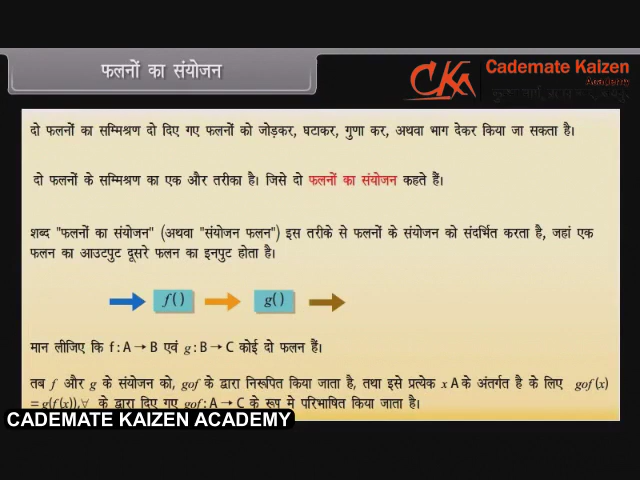 फलनों का संयोजन
Cademate Kaizen
Academy
CKA
दो फलनों का सम्मिश्रण दो दिए गए फलनों को जोड़कर, घटाकर, गुणा कर, अथवा भाग देकर किया जा सकता है।
दो फलनों के सम्मिश्रण का एक और तरीका है। जिसे दो फलनों का संयोजन कहते हैं।
शब्द "फलनों का संयोजन" (अथवा "संयोजन फलन") इस तरीके से फलनों के संयोजन को संदर्भित करता है, जहां एक
फलन का आउटपुट दूसरे फलन का इनपुट होता है।
f() g()
मान लीजिए कि f : A → B एवं g : B → C कोई दो फलन हैं।
तब f और g के संयोजन को, gof के द्वारा निरूपित किया जाता है, तथा इसे प्रत्येक x A के अंतर्गत है के लिए gof (x)
= g(f (x)), ∀ के द्वारा दिए गए gof : A → C के रूप मे परिभाषित किया जाता है।
CADEMATE KAIZEN ACADEMY